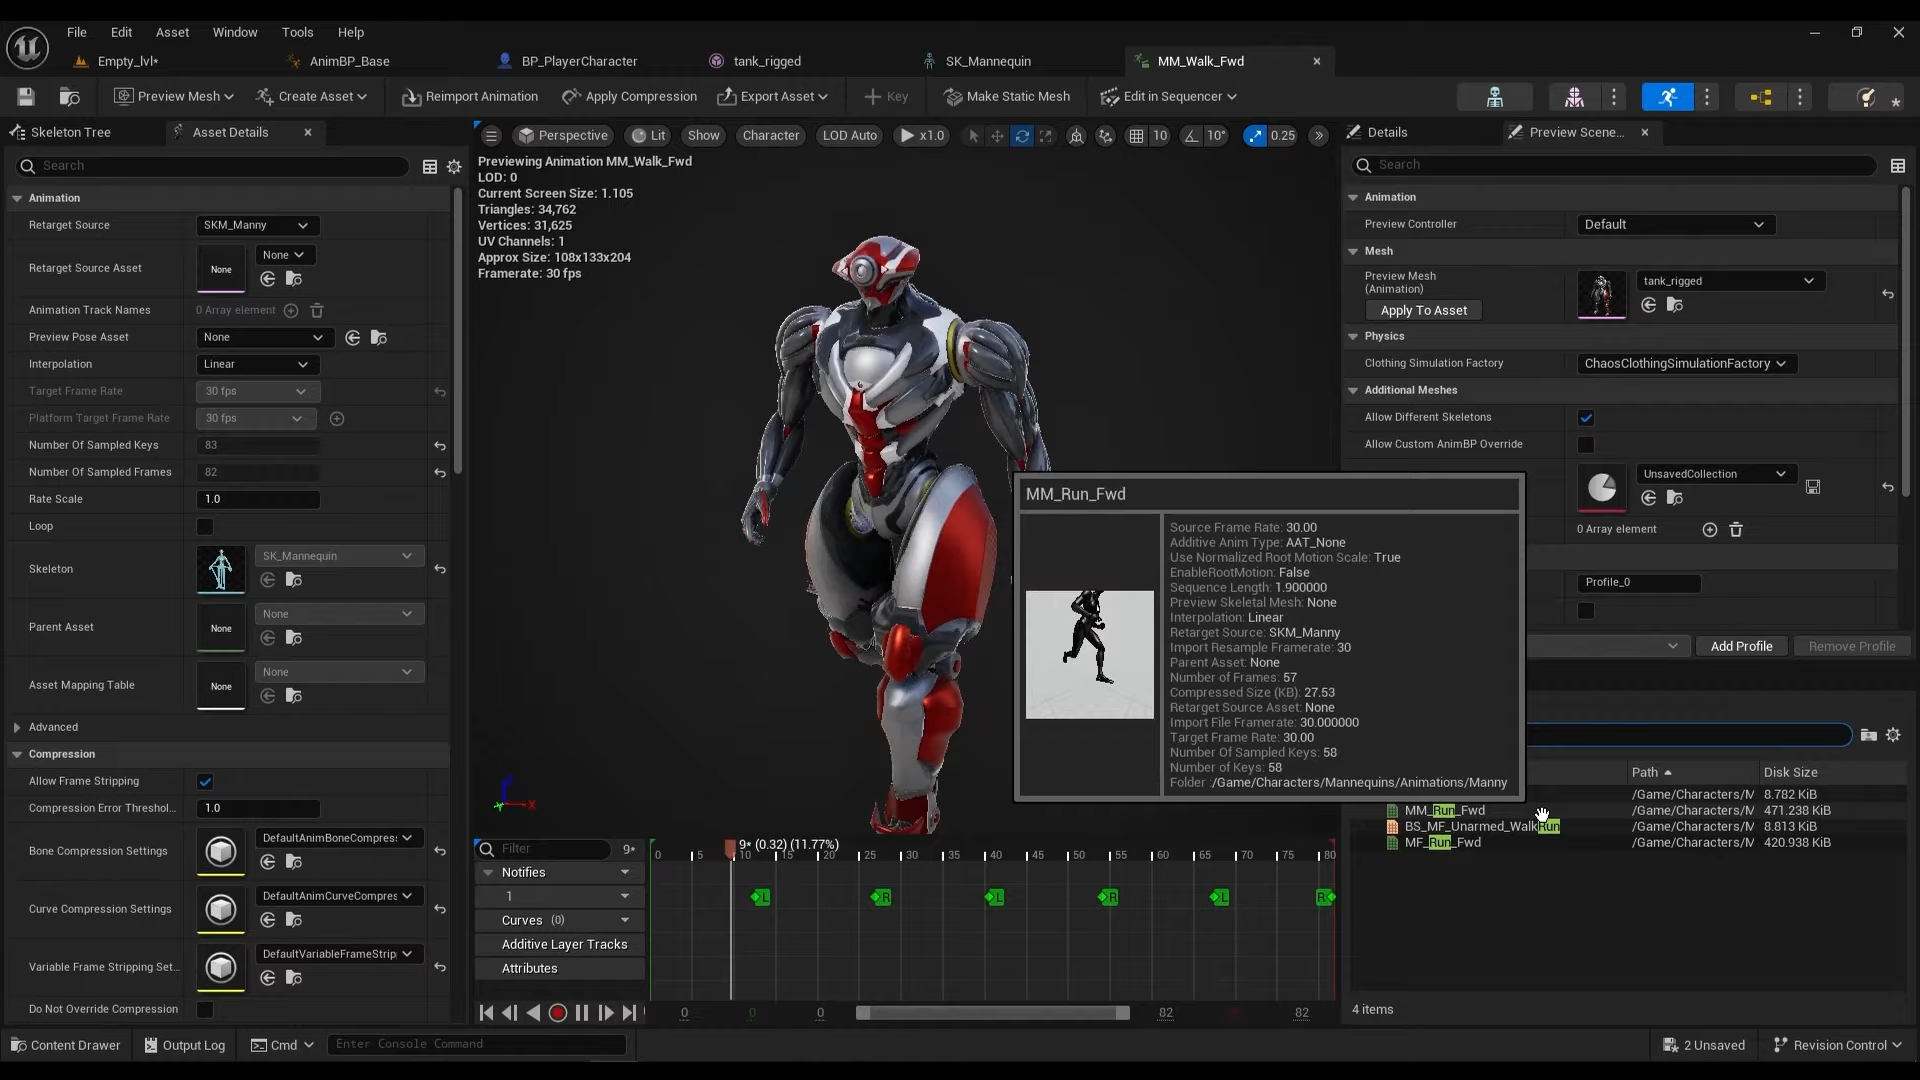 File Edit Asset Window Tools Help
Empty_lvl* AnimBP_Base BP_PlayerCharacter tank_rigged SK_Mannequin MM_Walk_Fwd
Preview Mesh Create Asset Reimport Animation Apply Compression Export Asset Key Make Static Mesh Edit in Sequencer
Skeleton Tree Asset Details
Search
Animation
Retarget Source SKM_Manny
Retarget Source Asset None None
Animation Track Names 0 Array element
Preview Pose Asset None
Interpolation Linear
Target Frame Rate 30 fps
Platform Target Frame Rate 30 fps
Number Of Sampled Keys 83
Number Of Sampled Frames 82
Rate Scale 1.0
Loop
Skeleton SK_Mannequin
Parent Asset None None
Asset Mapping Table None None
Advanced
Compression
Allow Frame Stripping
Compression Error Threshol... 1.0
Bone Compression Settings DefaultAnimBoneCompres
Curve Compression Settings DefaultAnimCurveCompres
Variable Frame Stripping Set... DefaultVariableFrameStrip
Do Not Override Compression
Perspective Lit Show Character LOD Auto x1.0 10 10° 0.25
Previewing Animation MM_Walk_Fwd
LOD: 0
Current Screen Size: 1.105
Triangles: 34,762
Vertices: 31,625
UV Channels: 1
Approx Size: 108x133x204
Framerate: 30 fps
MM_Run_Fwd
Source Frame Rate: 30.00
Additive Anim Type: AAT_None
Use Normalized Root Motion Scale: True
EnableRootMotion: False
Sequence Length: 1.900000
Preview Skeletal Mesh: None
Interpolation: Linear
Retarget Source: SKM_Manny
Import Resample Framerate: 30
Parent Asset: None
Number of Frames: 57
Compressed Size (KB): 27.53
Retarget Source Asset: None
Import File Framerate: 30.000000
Target Frame Rate: 30.00
Number Of Sampled Keys: 58
Number of Keys: 58
Folder :/Game/Characters/Mannequins/Animations/Manny
Filter 9*
9* (0.32) (11.77%)
0 5 10 15 20 25 30 35 40 45 50 55 60 65 70 75 80
Notifies
1
L R L R L R
Curves (0)
Additive Layer Tracks
Attributes
0 0 0 82 82
Details Preview Scene...
Search
Animation
Preview Controller Default
Mesh
Preview Mesh
(Animation)
tank_rigged
Apply To Asset
Physics
Clothing Simulation Factory ChaosClothingSimulationFactory
Additional Meshes
Allow Different Skeletons
Allow Custom AnimBP Override
UnsavedCollection
0 Array element
Profile_0
Add Profile Remove Profile
Path Disk Size
/Game/Characters/M 8.782 KiB
MM_Run_Fwd /Game/Characters/M 471.238 KiB
BS_MF_Unarmed_WalkRun /Game/Characters/M 8.813 KiB
MF_Run_Fwd /Game/Characters/M 420.938 KiB
4 items
Content Drawer Output Log Cmd Enter Console Command 2 Unsaved Revision Control